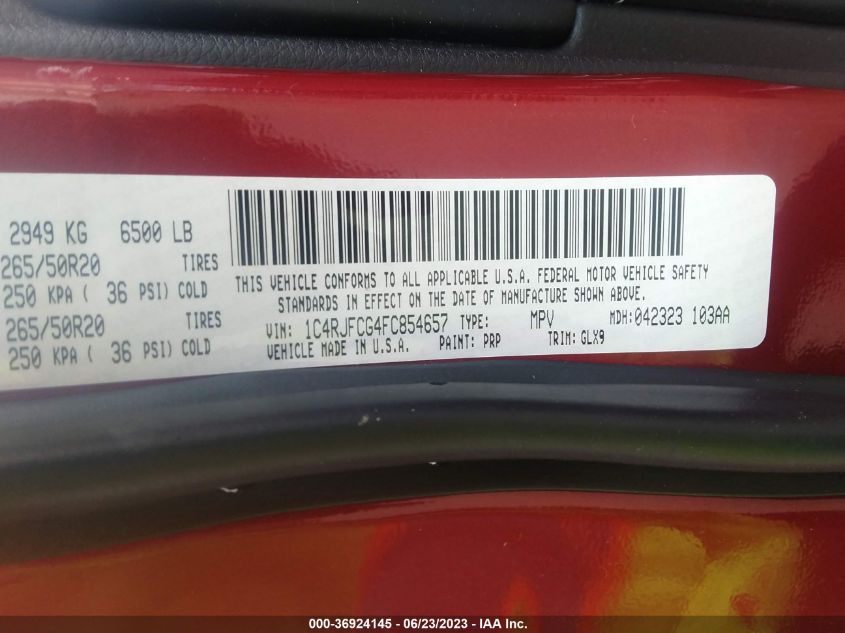 2949 KG 6500 LB
265/50R20 TIRES
250 KPA ( 36 PSI) COLD
265/50R20 TIRES
250 KPA ( 36 PSI) COLD
THIS VEHICLE CONFORMS TO ALL APPLICABLE U.S.A. FEDERAL MOTOR VEHICLE SAFETY
STANDARDS IN EFFECT ON THE DATE OF MANUFACTURE SHOWN ABOVE.
VIN: 1C4RJFCG4FC854657 TYPE: MPV MDH: 042323 103AA
VEHICLE MADE IN U.S.A. PAINT: PRP TRIM: GLX9
000-36924145 - 06/23/2023 - IAA Inc.